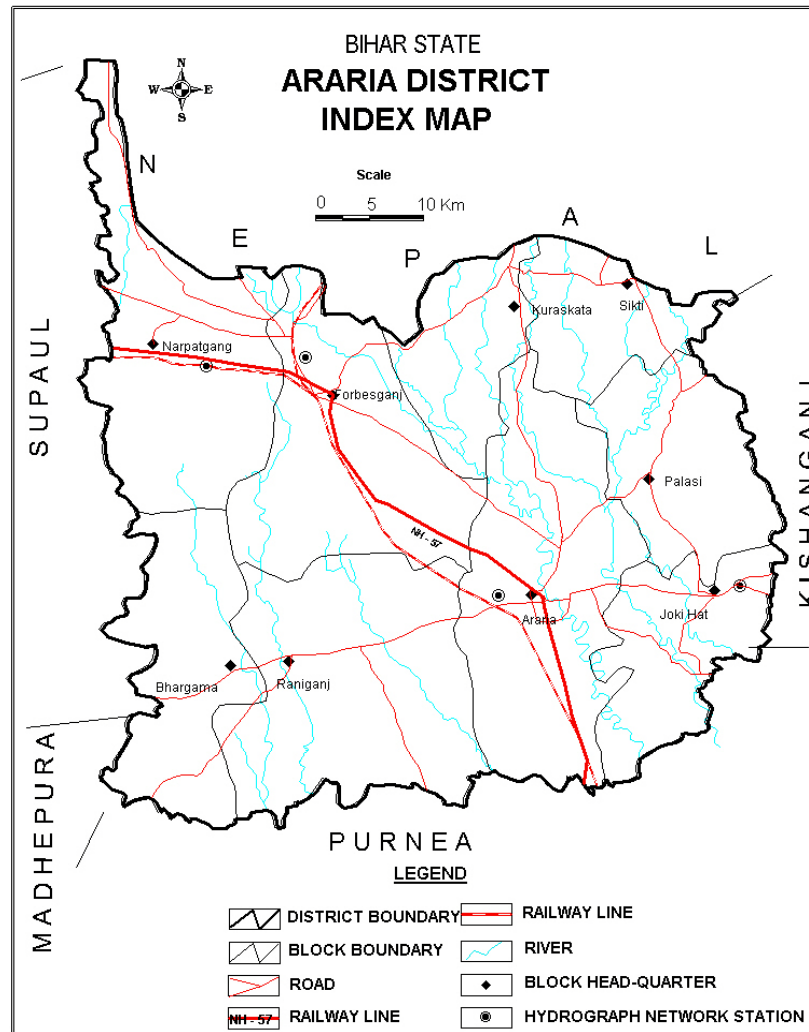 BIHAR STATE
ARARIA DISTRICT
INDEX MAP
N
W E
S
Scale
0 5 10 Km
N
E
P
A
L
SUPAUL
KISHANGANJ
MADHEPURA
PURNEA
Kuraskata
Sikti
Narpatgang
Forbesganj
Palasi
NH - 57
Araria
Joki Hat
Bhargama
Raniganj
LEGEND
DISTRICT BOUNDARY
RAILWAY LINE
BLOCK BOUNDARY
RIVER
ROAD
BLOCK HEAD-QUARTER
NH - 57
RAILWAY LINE
HYDROGRAPH NETWORK STATION